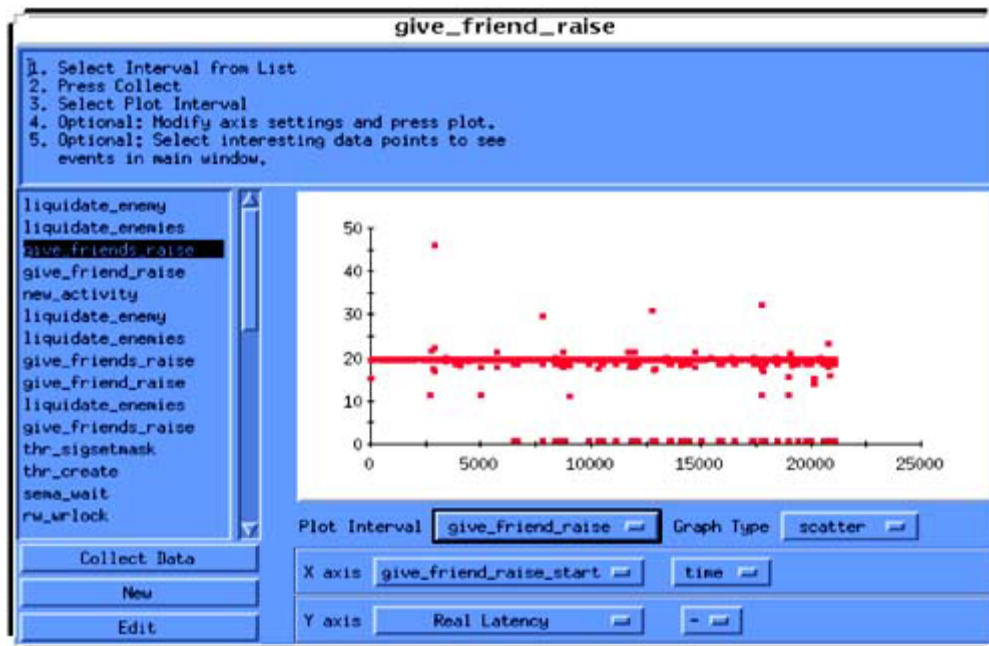 give_friend_raise
1. Select Interval from List
2. Press Collect
3. Select Plot Interval
4. Optional: Modify axis settings and press plot.
5. Optional: Select interesting data points to see
events in main window.
liquidate_enemy
liquidate_enemies
give_friends_raise
give_friend_raise
new_activity
liquidate_enemy
liquidate_enemies
give_friends_raise
give_friend_raise
liquidate_enemies
give_friends_raise
thr_sigsetmask
thr_create
sema_wait
rw_wrlock
Collect Data
New
Edit
50
40
30
20
10
0
0 5000 10000 15000 20000 25000
Plot Interval give_friend_raise Graph Type scatter
X axis give_friend_raise_start time
Y axis Real Latency -